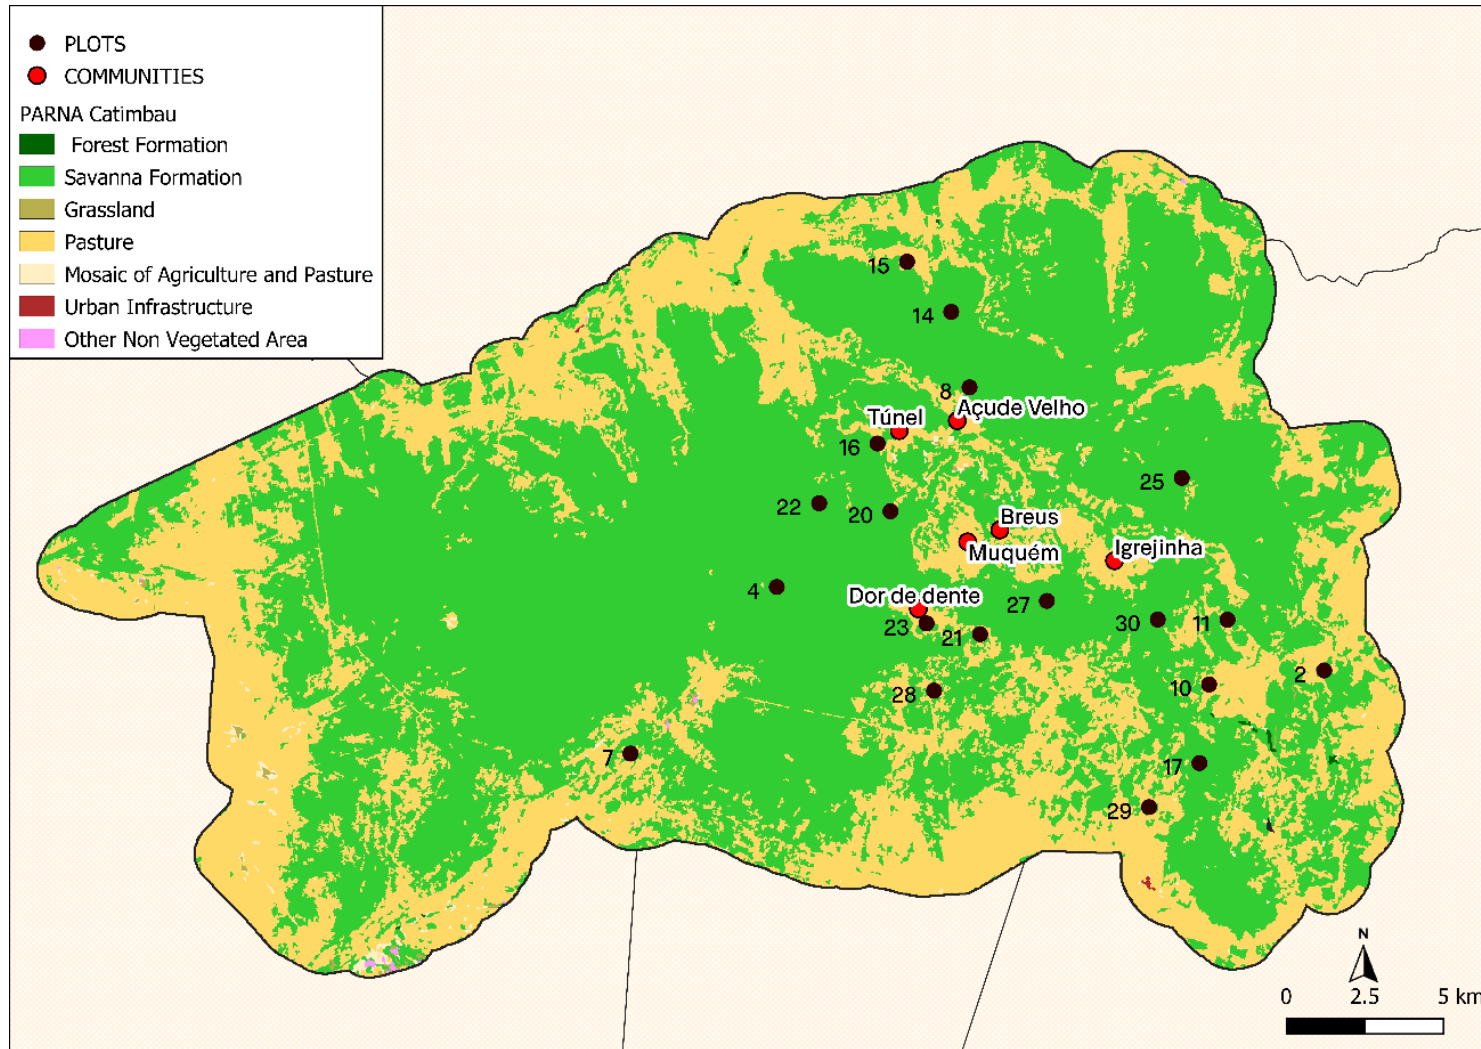 PLOTS
COMMUNITIES
PARNA Catimbau
Forest Formation
Savanna Formation
Grassland
Pasture
Mosaic of Agriculture and Pasture
Urban Infrastructure
Other Non Vegetated Area
15
14
8
Açude Velho
Túnel
16
25
22
20
Breus
Muquém
Igrejinha
4
Dor de dente
27
23
21
30
11
2
10
28
7
17
29
N
0 2.5 5 km